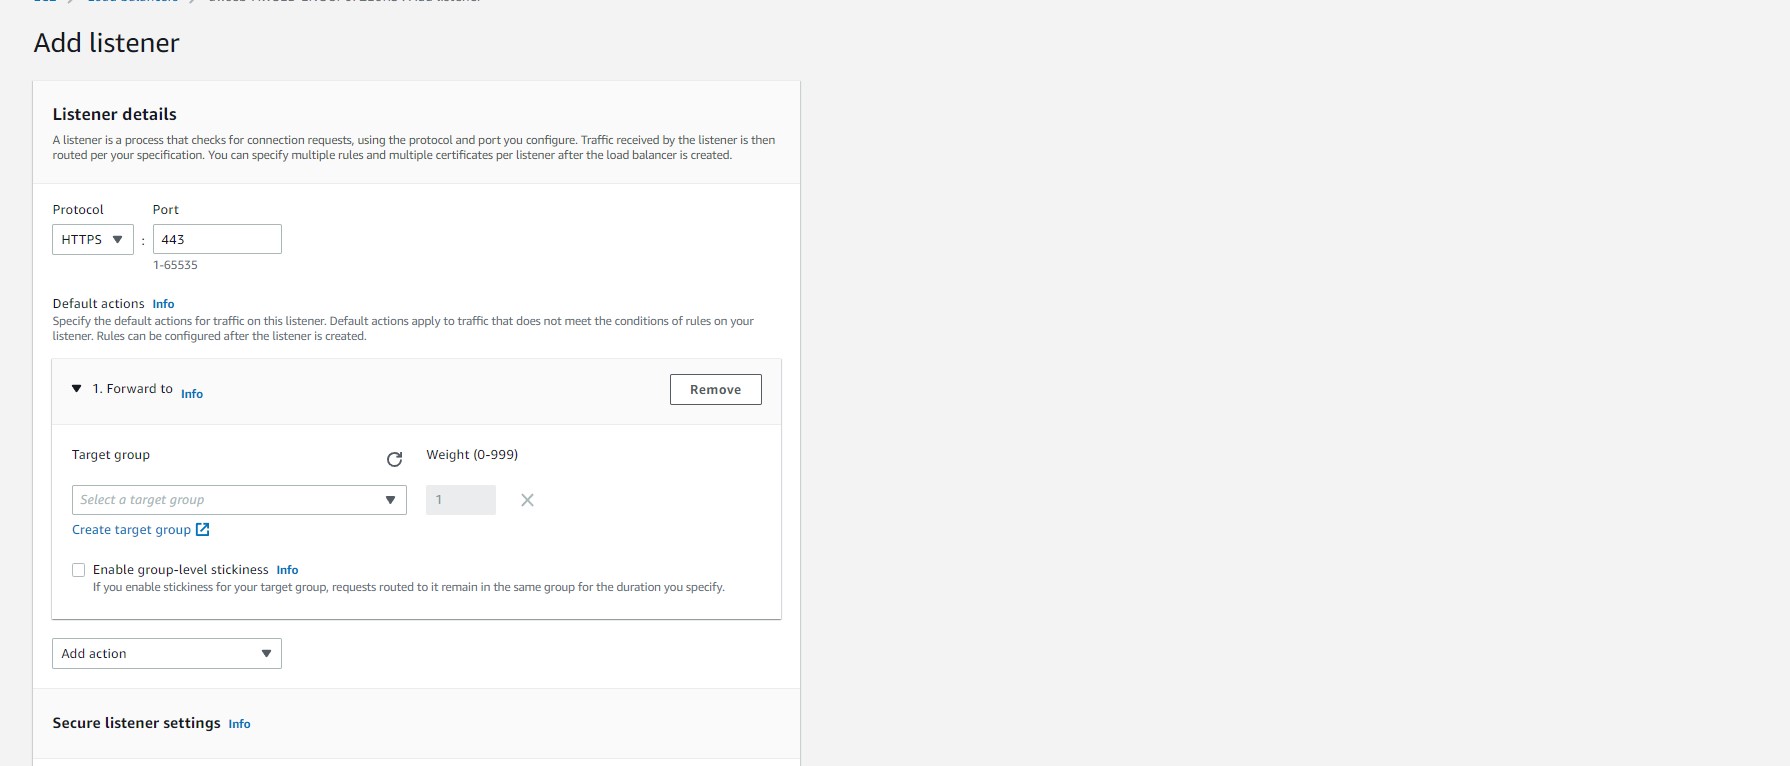 Add listener
Listener details
A listener is a process that checks for connection requests, using the protocol and port you configure. Traffic received by the listener is then
routed per your specification. You can specify multiple rules and multiple certificates per listener after the load balancer is created.
Protocol Port
HTTPS : 443
1-65535
Default actions Info
Specify the default actions for traffic on this listener. Default actions apply to traffic that does not meet the conditions of rules on your
listener. Rules can be configured after the listener is created.
1. Forward to Info Remove
Target group Weight (0-999)
Select a target group 1
Create target group
Enable group-level stickiness Info
If you enable stickiness for your target group, requests routed to it remain in the same group for the duration you specify.
Add action
Secure listener settings Info